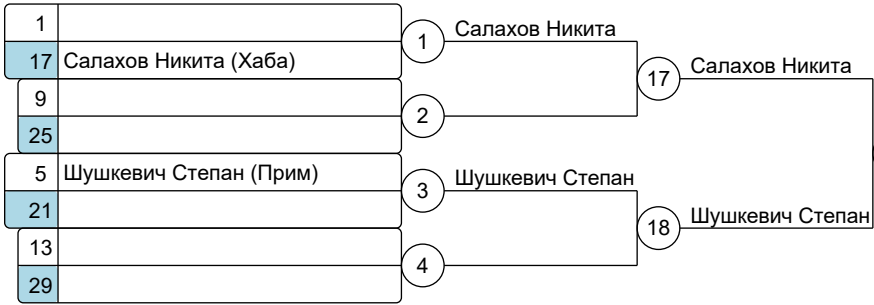 1
17 Салахов Никита (Хаба)
1
Салахов Никита
9
25
2
17
Салахов Никита
5 Шушкевич Степан (Прим)
21
3
Шушкевич Степан
13
29
4
18
Шушкевич Степан